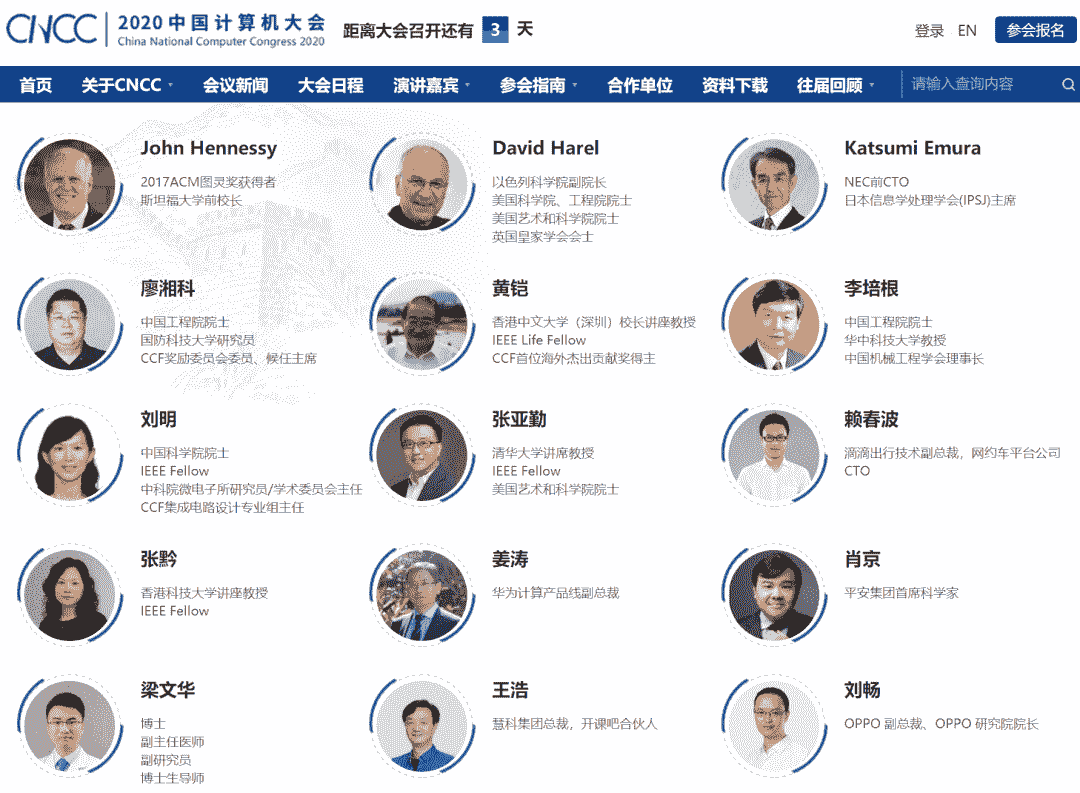 CNCC
2020中国计算机大会
China National Computer Congress 2020
距离大会召开还有 3 天
登录 EN 参会报名
首页 关于CNCC 会议新闻 大会日程 演讲嘉宾 参会指南 合作单位 资料下载 往届回顾 请输入查询内容
John Hennessy
2017ACM图灵奖获得者
斯坦福大学前校长
David Harel
以色列科学院副院长
美国科学院、工程院院士
美国艺术和科学院院士
英国皇家学会会士
Katsumi Emura
NEC前CTO
日本信息学处理学会(IPSJ)主席
廖湘科
中国工程院院士
国防科技大学研究员
CCF奖励委员会委员、候任主席
黄铠
香港中文大学（深圳）校长讲座教授
IEEE Life Fellow
CCF首位海外杰出贡献奖得主
李培根
中国工程院院士
华中科技大学教授
中国机械工程学会理事长
刘明
中国科学院院士
IEEE Fellow
中科院微电子所研究员/学术委员会主任
CCF集成电路设计专业组主任
张亚勤
清华大学讲席教授
IEEE Fellow
美国艺术和科学院院士
赖春波
滴滴出行技术副总裁，网约车平台公司
CTO
张黔
香港科技大学讲座教授
IEEE Fellow
姜涛
华为计算产品线副总裁
肖京
平安集团首席科学家
梁文华
博士
副主任医师
副研究员
博士生导师
王浩
慧科集团总裁，开课吧合伙人
刘畅
OPPO 副总裁、OPPO 研究院院长